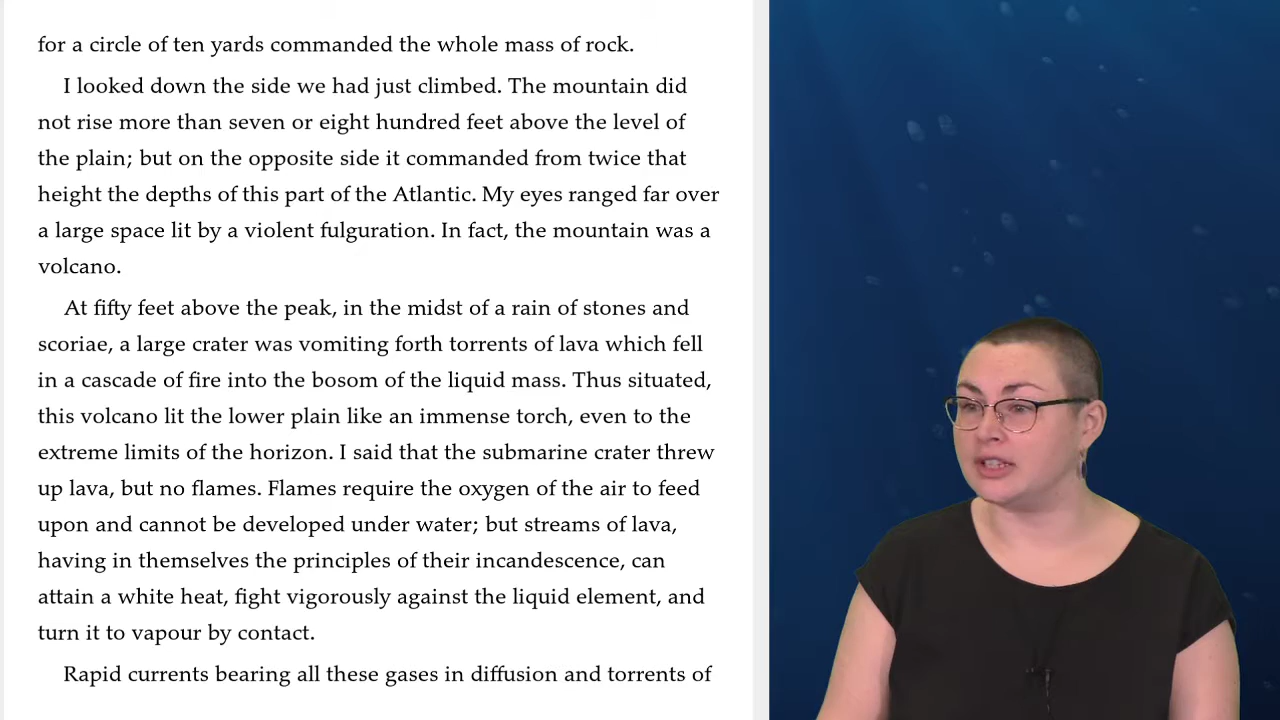 for a circle of ten yards commanded the whole mass of rock.
I looked down the side we had just climbed. The mountain did
not rise more than seven or eight hundred feet above the level of
the plain; but on the opposite side it commanded from twice that
height the depths of this part of the Atlantic. My eyes ranged far over
a large space lit by a violent fulguration. In fact, the mountain was a
volcano.
At fifty feet above the peak, in the midst of a rain of stones and
scoriae, a large crater was vomiting forth torrents of lava which fell
in a cascade of fire into the bosom of the liquid mass. Thus situated,
this volcano lit the lower plain like an immense torch, even to the
extreme limits of the horizon. I said that the submarine crater threw
up lava, but no flames. Flames require the oxygen of the air to feed
upon and cannot be developed under water; but streams of lava,
having in themselves the principles of their incandescence, can
attain a white heat, fight vigorously against the liquid element, and
turn it to vapour by contact.
Rapid currents bearing all these gases in diffusion and torrents of